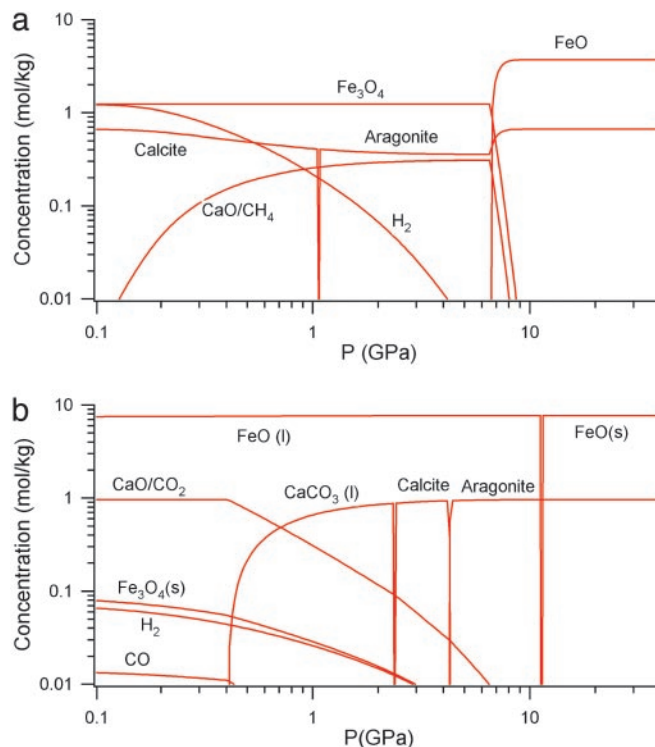 a
10
1
0.1
0.01
Concentration (mol/kg)
FeO
Fe3O4
Calcite
Aragonite
CaO/CH4
H2
0.1
1
10
P (GPa)
b
10
1
0.1
0.01
Concentration (mol/kg)
FeO (l)
FeO(s)
CaO/CO2
CaCO3 (l)
Calcite
Aragonite
Fe3O4(s)
H2
CO
0.1
1
10
P(GPa)